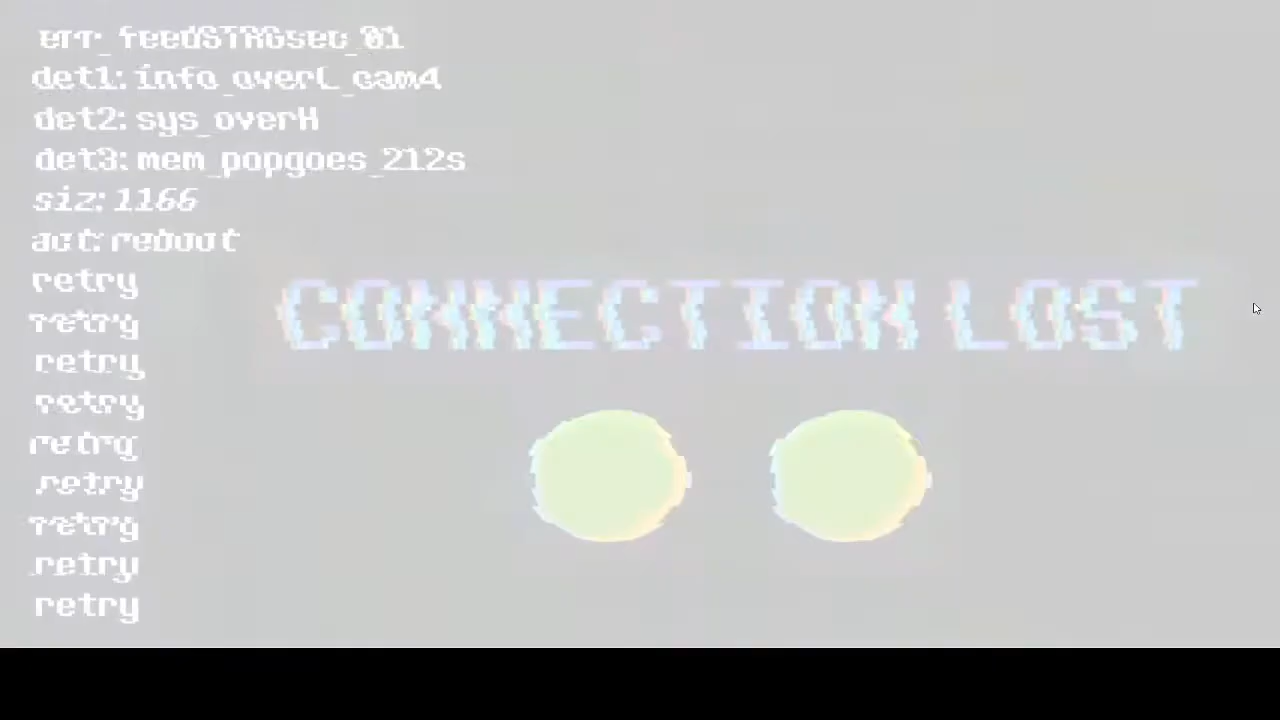 err_feedSTRGsec_01
det1: info_overL_cam4
det2: sys_overH
det3: mem_popgoes_212s
siz: 1166
act: reboot
retry
retry
retry
retry
retry
retry
retry
retry
retry
CONNECTION LOST